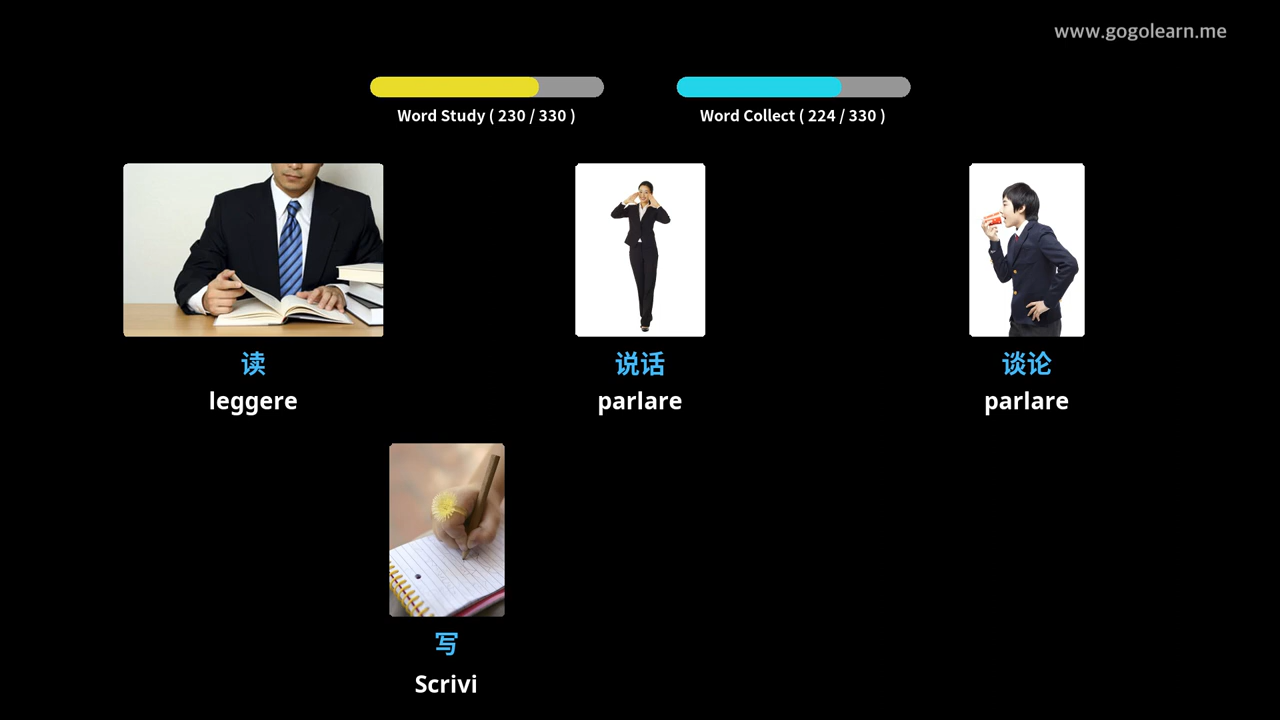 www.gogolearn.me
Word Study ( 230 / 330 )
Word Collect ( 224 / 330 )
读
leggere
说话
parlare
谈论
parlare
写
Scrivi